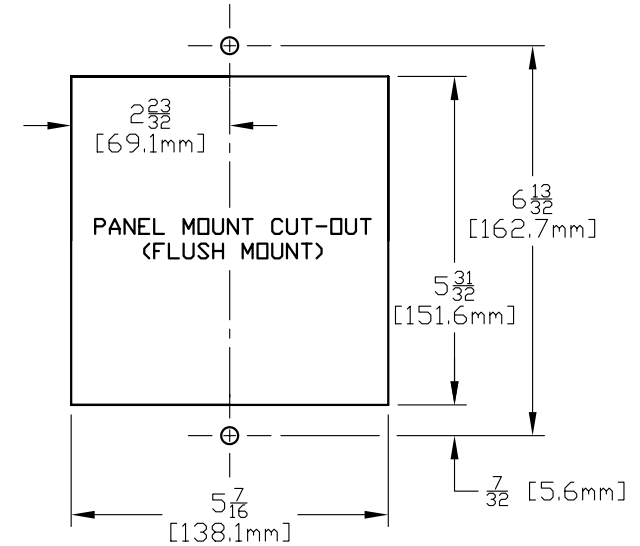 2 23/32
[69.1mm]
PANEL MOUNT CUT-OUT
(FLUSH MOUNT)
6 13/32
[162.7mm]
5 31/32
[151.6mm]
7/32 [5.6mm]
5 7/16
[138.1mm]